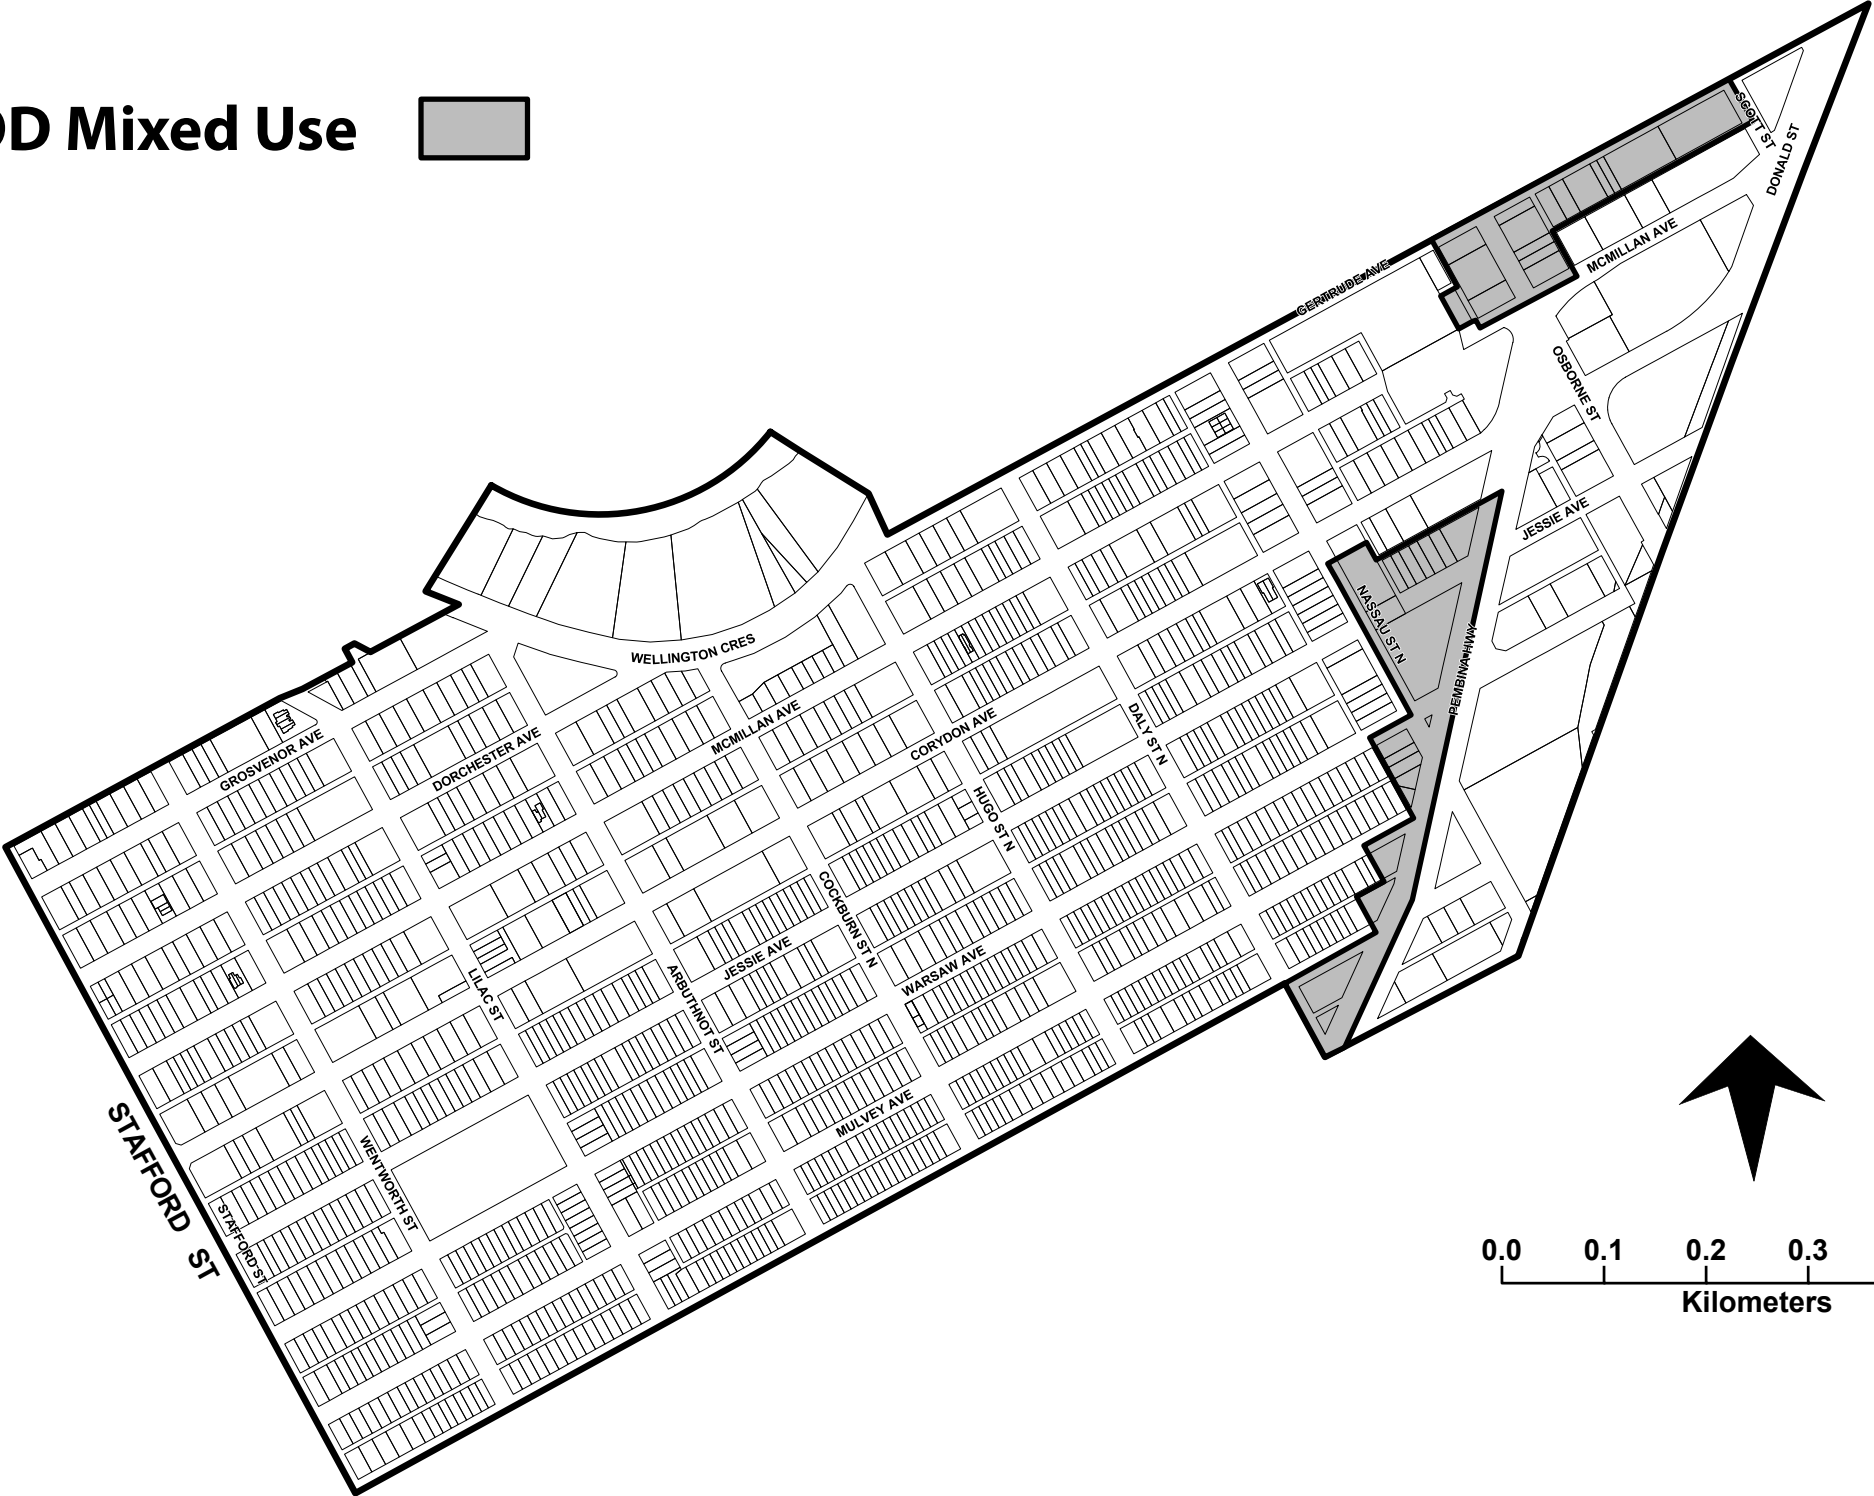 D Mixed Use
SCOTT ST
DONALD ST
MCMILLAN AVE
GERTRUDE AVE
OSBORNE ST
JESSIE AVE
NASSAU ST N
WELLINGTON CRES
PEMBINA HWY
MCMILLAN AVE
DALY ST N
CORYDON AVE
GROSVENOR AVE
DORCHESTER AVE
HUGO ST N
COCKBURN ST N
JESSIE AVE
WARSAW AVE
LILAC ST
ARBUTHNOT ST
MULVEY AVE
STAFFORD ST
WENTWORTH ST
STAFFORD ST
0.0 0.1 0.2 0.3
Kilometers